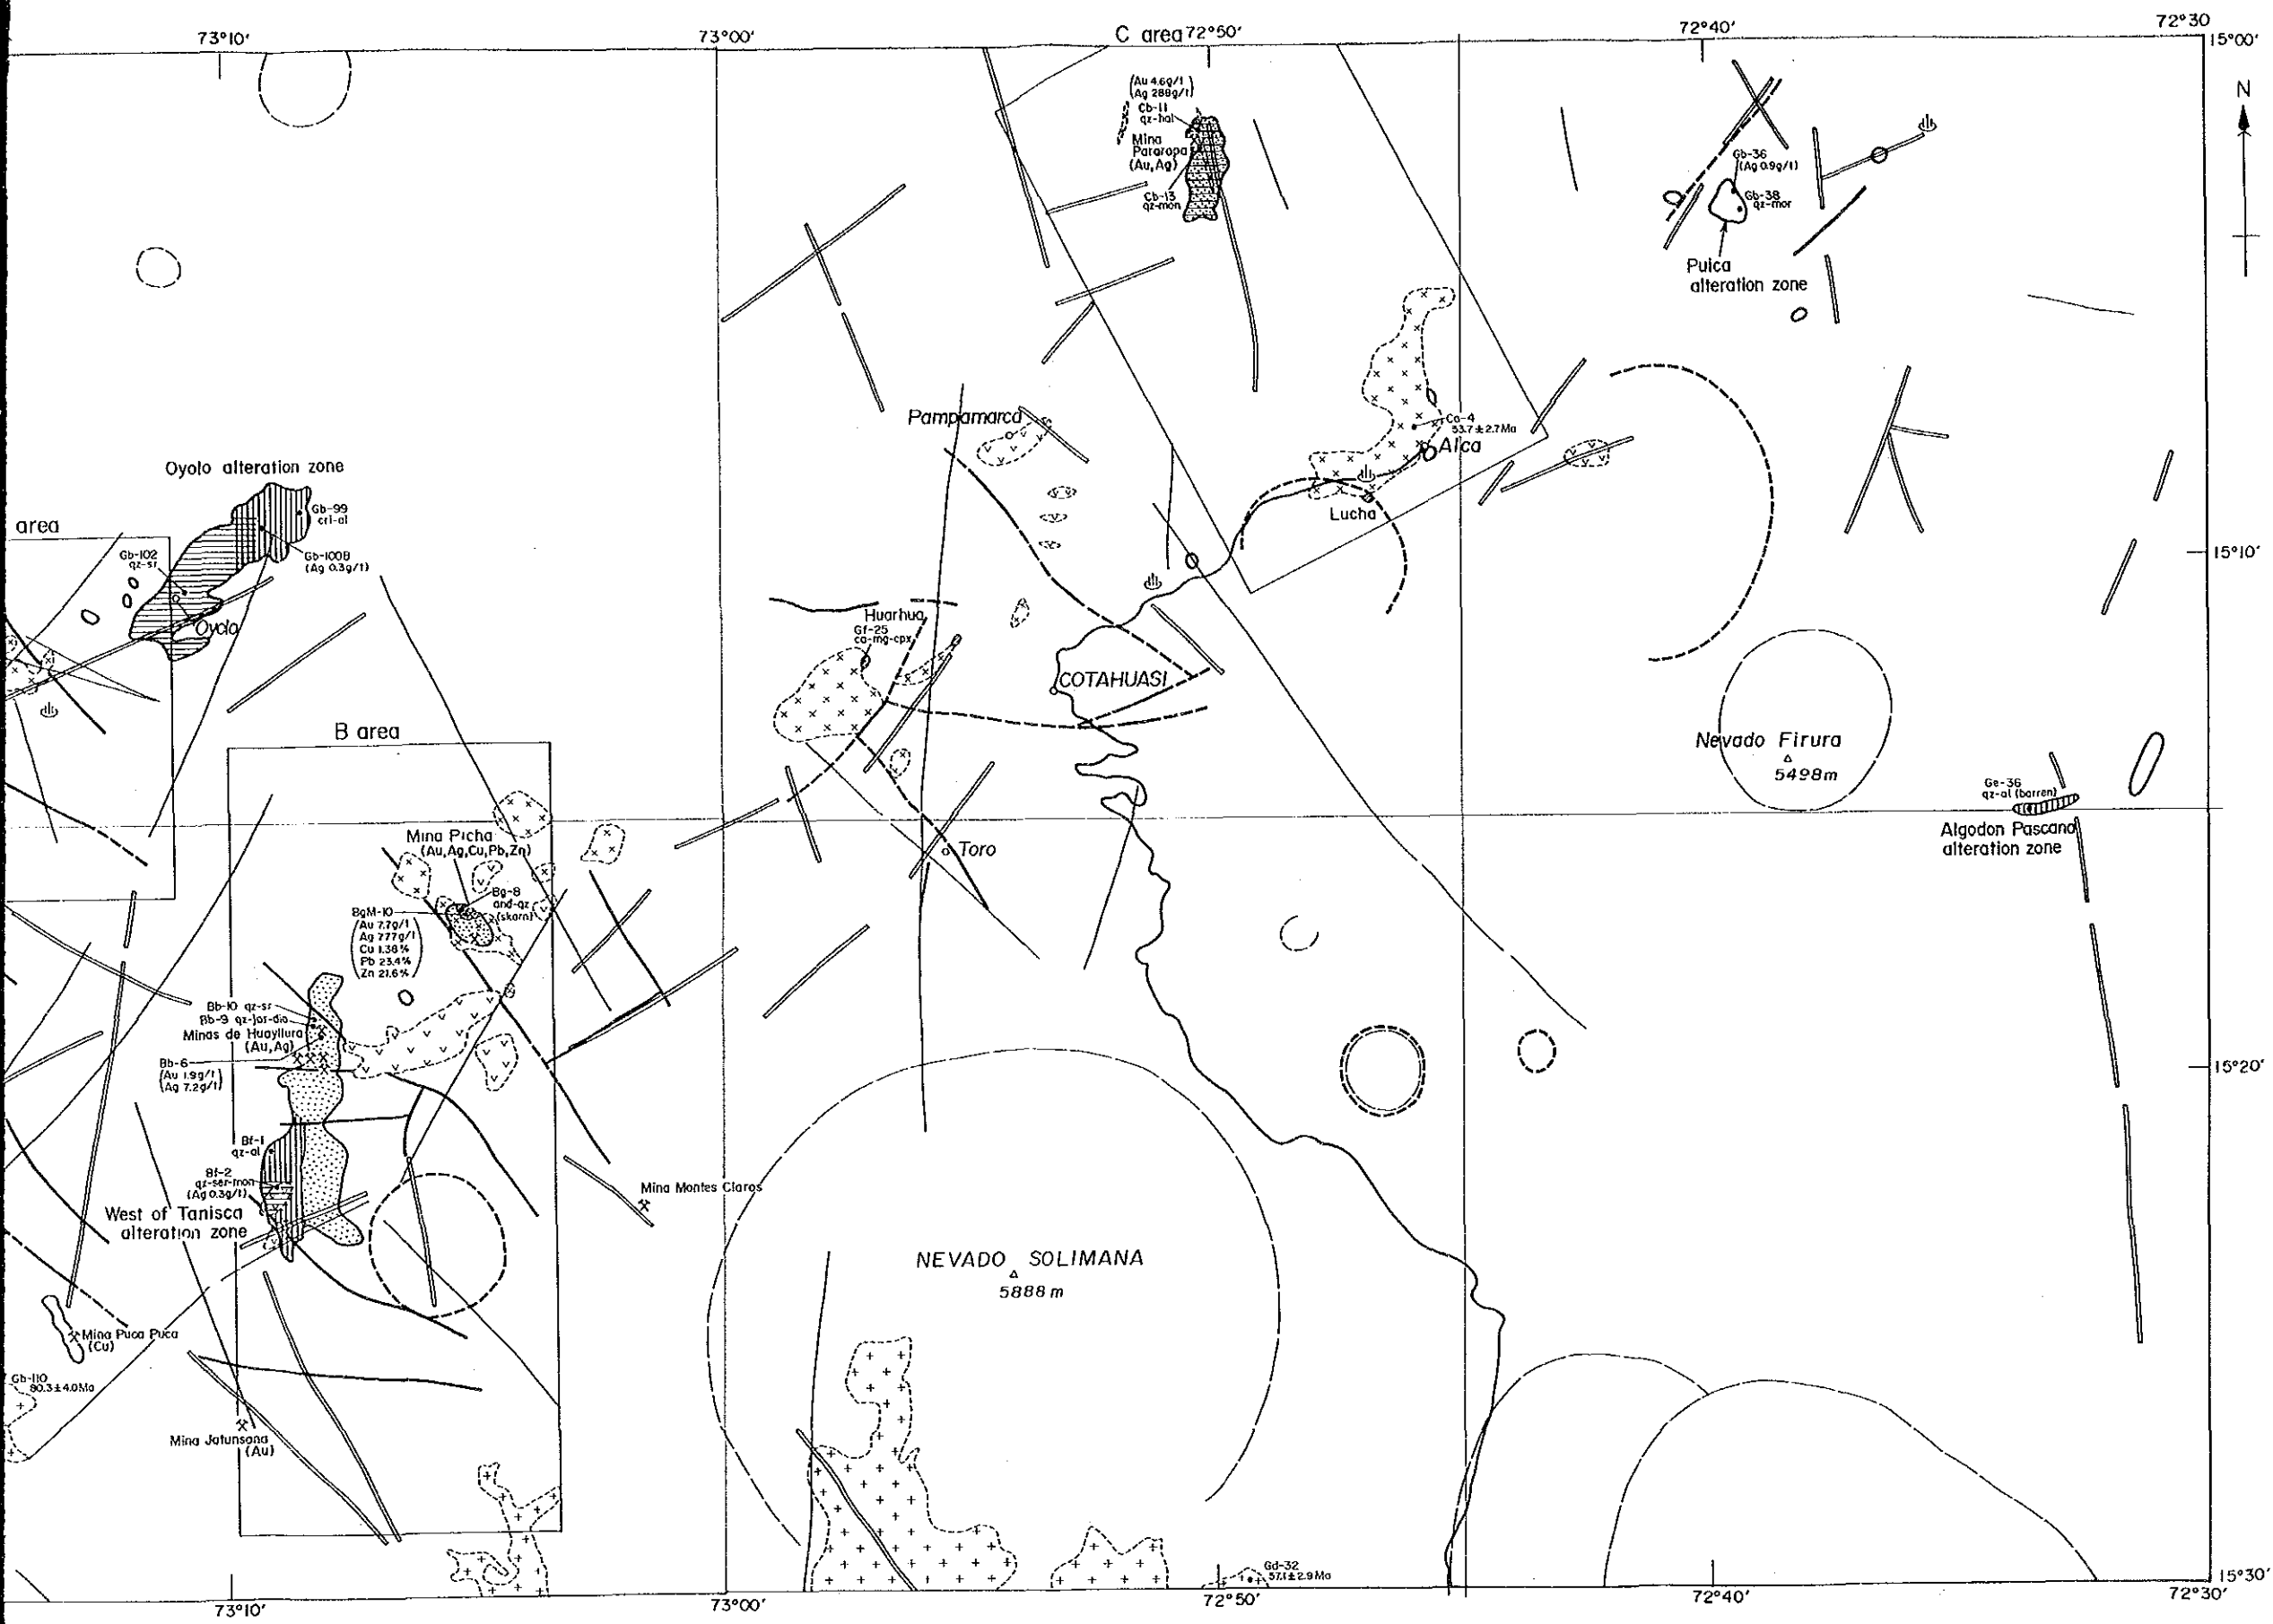 73°10'
73°00'
C area 72°50'
72°40'
72°30
15°00'
N
(Au 4.6g/t)
(Ag 288g/t)
Cb-11
qz-hal
Mina
Pararapa
(Au, Ag)
Cb-13
qz-mon
Gb-36
(Ag 0.9g/t)
Gb-38
qz-mor
Puica
alteration zone
Pampamarca
Ca-4
53.7±2.7Ma
Alca
Lucha
Oyolo alteration zone
Gb-99
cri-al
area
Gb-102
qz-sr
Gb-100B
(Ag 0.3g/t)
Oyolo
15°10'
Huarhua
Gf-25
ca-mg-cpx
COTAHUASI
B area
Nevado Firura
5498m
Ge-36
qz-al (barren)
Algodon Pascana
alteration zone
Mina Picha
(Au,Ag,Cu,Pb,Zn)
Toro
Bg-8
and-qz
(skarn)
BgM-10
(Au 7.7g/t
Ag 777g/t
Cu 1.38%
Pb 23.4%
Zn 21.6%)
Bb-10 qz-sr
Bb-9 qz-jar-dia
Minas de Huayllura
(Au,Ag)
Bb-6
(Au 1.9g/t)
(Ag 7.2g/t)
15°20'
Bf-1
qz-al
Bf-2
qz-ser-mon
(Ag 0.3g/t)
Mina Montes Claros
West of Tanisca
alteration zone
NEVADO SOLIMANA
5888 m
Mina Puca Puca
(Cu)
Gb-110
80.3±4.0Ma
Mina Jatunsana
(Au)
Gd-32
57.1±2.9Ma
15°30'
73°10'
73°00'
72°50'
72°40'
72°30'